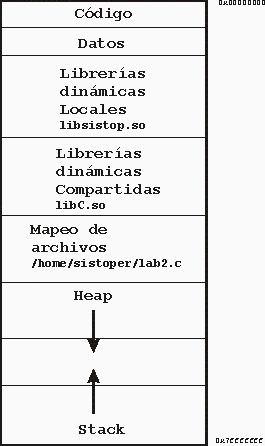 0x00000000
Código
Datos
Librerías
dinámicas
Locales
libsistop.so
Librerías
dinámicas
Compartidas
libC.so
Mapeo de
archivos
/home/sistoper/lab2.c
Heap
Stack